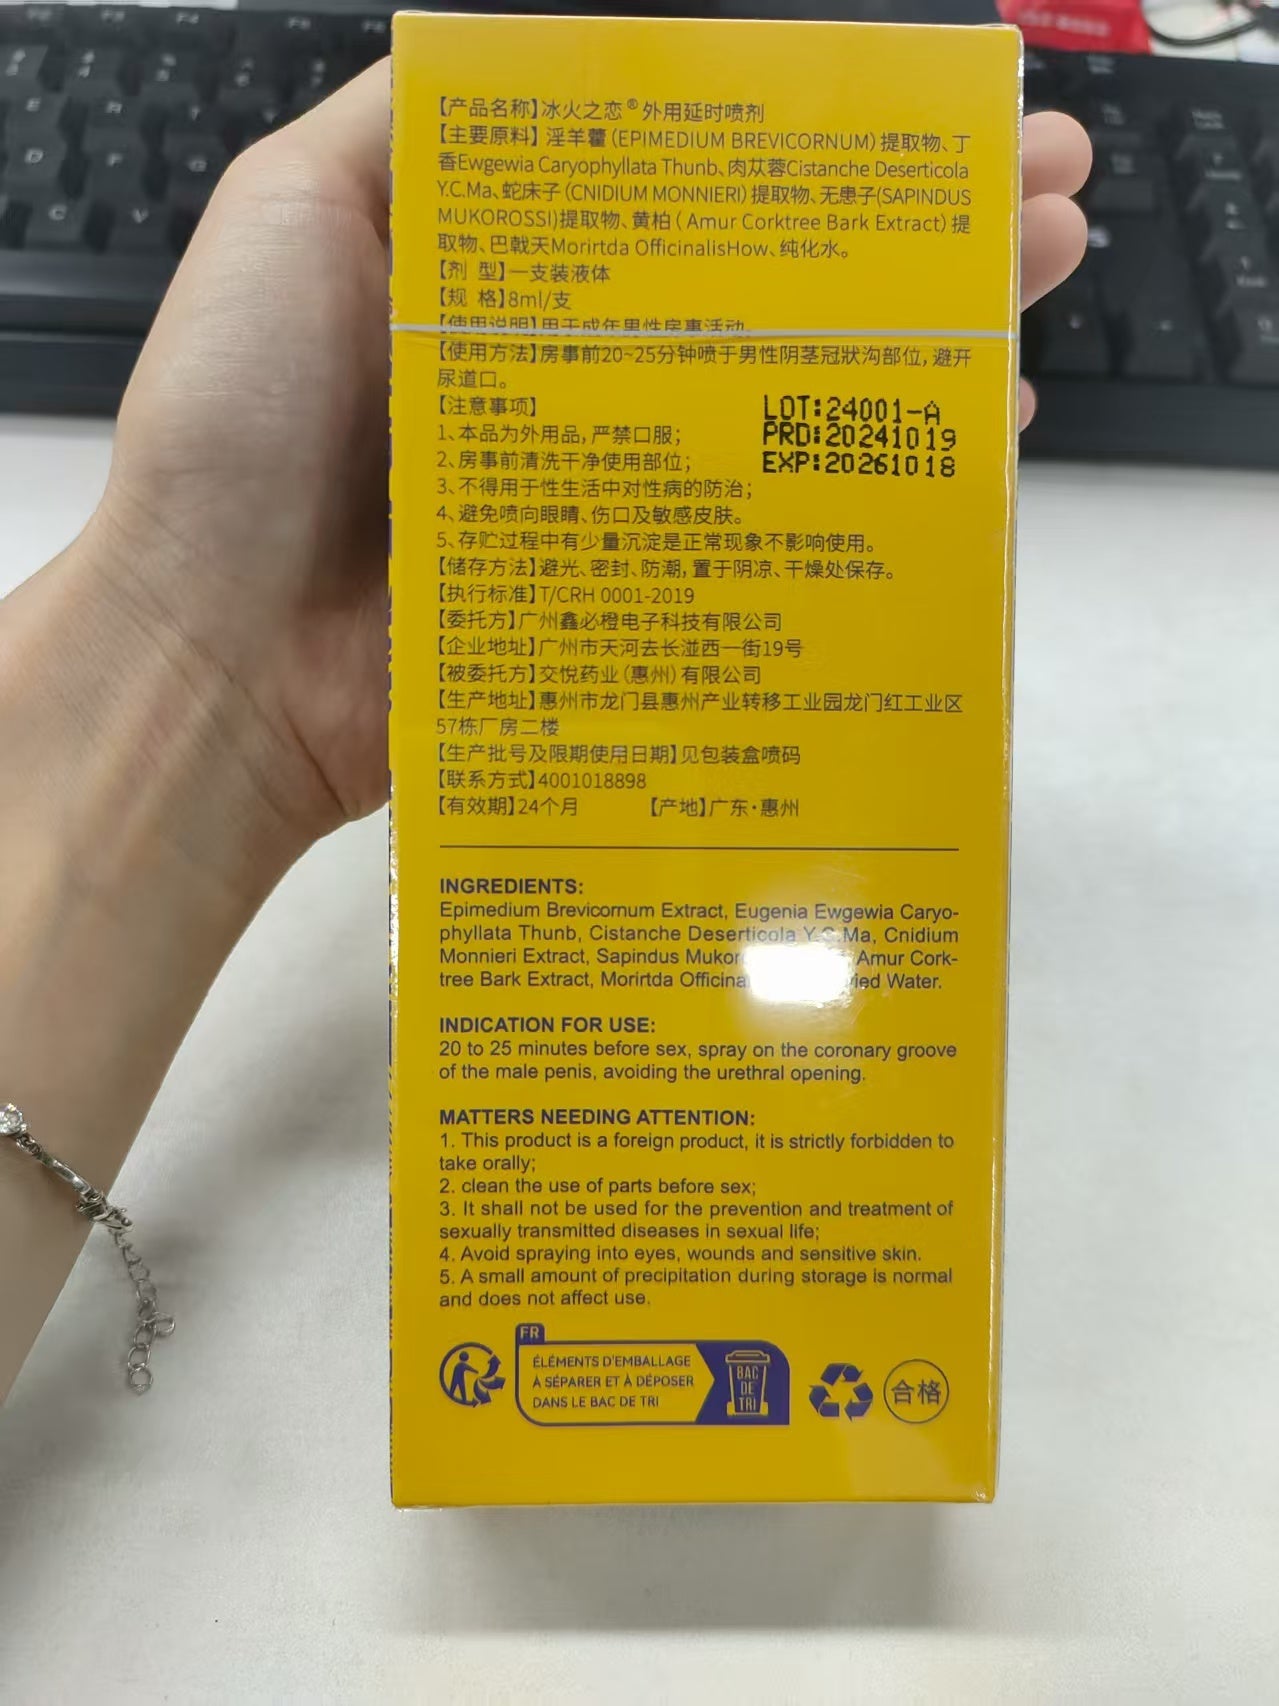 【产品名称】冰火之恋®外用延时喷剂
【主要原料】淫羊藿(EPIMEDIUM BREVICORNUM)提取物、丁
香Ewgewia Caryophyllata Thunb、肉苁蓉Cistanche Deserticola
Y.C.Ma、蛇床子(CNIDIUM MONNIERI)提取物、无患子(SAPINDUS
MUKOROSSI)提取物、黄柏(Amur Corktree Bark Extract)提
取物、巴戟天Morirtda OfficinalisHow、纯化水。
【剂 型】一支装液体
【规 格】8ml/支
【使用说明】用于成年男性房事活动。
【使用方法】房事前20~25分钟喷于男性阴茎冠狀沟部位,避开
尿道口。
【注意事项】
1、本品为外用品,严禁口服;
2、房事前清洗干净使用部位;
3、不得用于性生活中对性病的防治;
4、避免喷向眼睛、伤口及敏感皮肤。
5、存贮过程中有少量沉淀是正常现象不影响使用。
LOT:24001-A
PRD:20241019
EXP:20261018
【储存方法】避光、密封、防潮,置于阴凉、干燥处保存。
【执行标准】T/CRH 0001-2019
【委托方】广州鑫必橙电子科技有限公司
【企业地址】广州市天河去长湴西一街19号
【被委托方】交悦药业(惠州)有限公司
【生产地址】惠州市龙门县惠州产业转移工业园龙门红工业区
57栋厂房二楼
【生产批号及限期使用日期】见包装盒喷码
【联系方式】4001018898
【有效期】24个月 【产地】广东·惠州
INGREDIENTS:
Epimedium Brevicornum Extract, Eugenia Ewgewia Caryo-
phyllata Thunb, Cistanche Deserticola Y.C.Ma, Cnidium
Monnieri Extract, Sapindus Amur Cork-
tree Bark Extract, Morirtda Water.
INDICATION FOR USE:
20 to 25 minutes before sex, spray on the coronary groove
of the male penis, avoiding the urethral opening.
MATTERS NEEDING ATTENTION:
1. This product is a foreign product, it is strictly forbidden to
take orally;
2. clean the use of parts before sex;
3. It shall not be used for the prevention and treatment of
sexually transmitted diseases in sexual life;
4. Avoid spraying into eyes, wounds and sensitive skin.
5. A small amount of precipitation during storage is normal
and does not affect use.
FR
ÉLÉMENTS D'EMBALLAGE
À SÉPARER ET À DÉPOSER
DANS LE BAC DE TRI
BAC
DE
TRI
合格